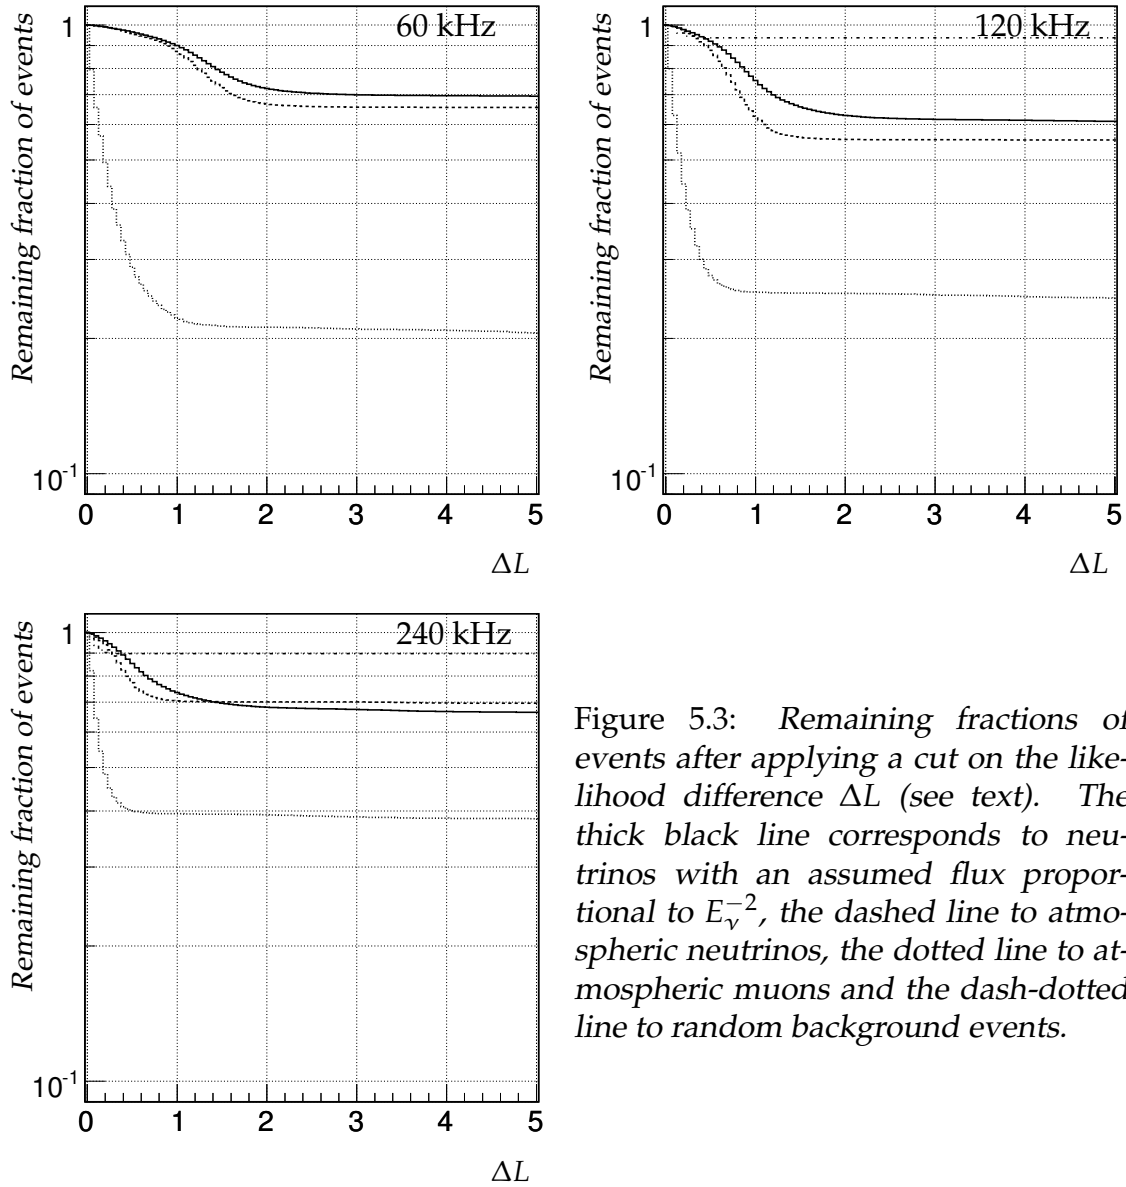 60 kHz
1
10⁻¹
Remaining fraction of events
0 1 2 3 4 5
ΔL
120 kHz
1
10⁻¹
Remaining fraction of events
0 1 2 3 4 5
ΔL
240 kHz
1
10⁻¹
Remaining fraction of events
0 1 2 3 4 5
ΔL
Figure 5.3: Remaining fractions of
events after applying a cut on the like-
lihood difference ΔL (see text). The
thick black line corresponds to neu-
trinos with an assumed flux propor-
tional to E_ν^−2, the dashed line to atmo-
spheric neutrinos, the dotted line to at-
mospheric muons and the dash-dotted
line to random background events.